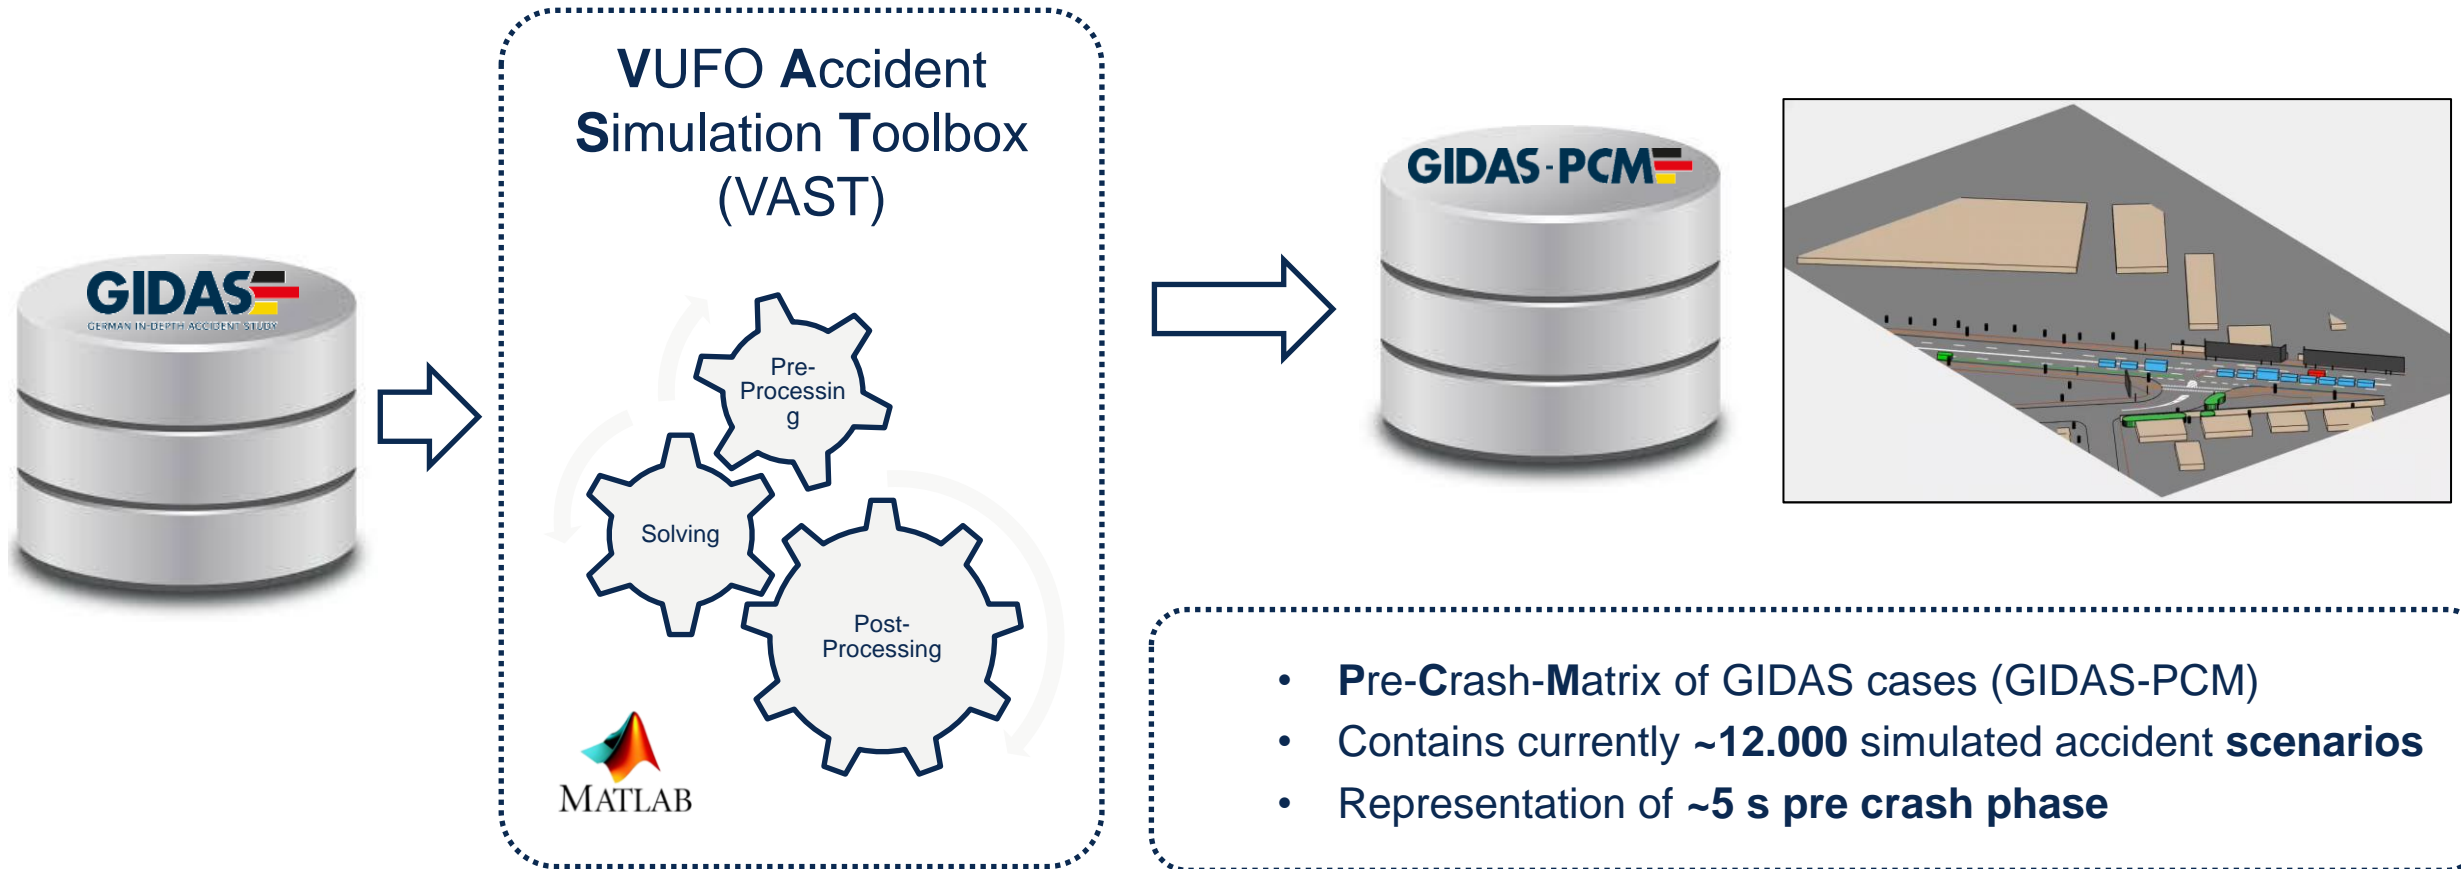 GIDAS
GERMAN IN-DEPTH ACCIDENT STUDY
VUFO Accident
Simulation Toolbox
(VAST)
Pre-
Processin
g
Solving
Post-
Processing
MATLAB
GIDAS-PCM
• Pre-Crash-Matrix of GIDAS cases (GIDAS-PCM)
• Contains currently ~12.000 simulated accident scenarios
• Representation of ~5 s pre crash phase